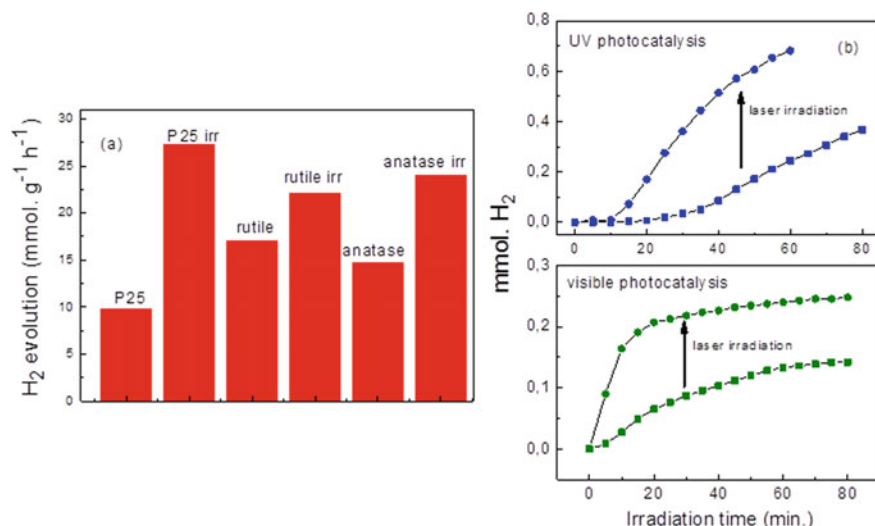 (a)
H₂ evolution (mmol. g⁻¹ h⁻¹)
30
25
20
15
10
5
0
P25
P25 irr
rutile
rutile irr
anatase
anatase irr
UV photocatalysis
(b)
laser irradiation
0,8
0,6
0,4
0,2
0,0
0 20 40 60 80
mmol. H₂
visible photocatalysis
laser irradiation
0,3
0,2
0,1
0,0
0 20 40 60 80
Irradiation time (min.)